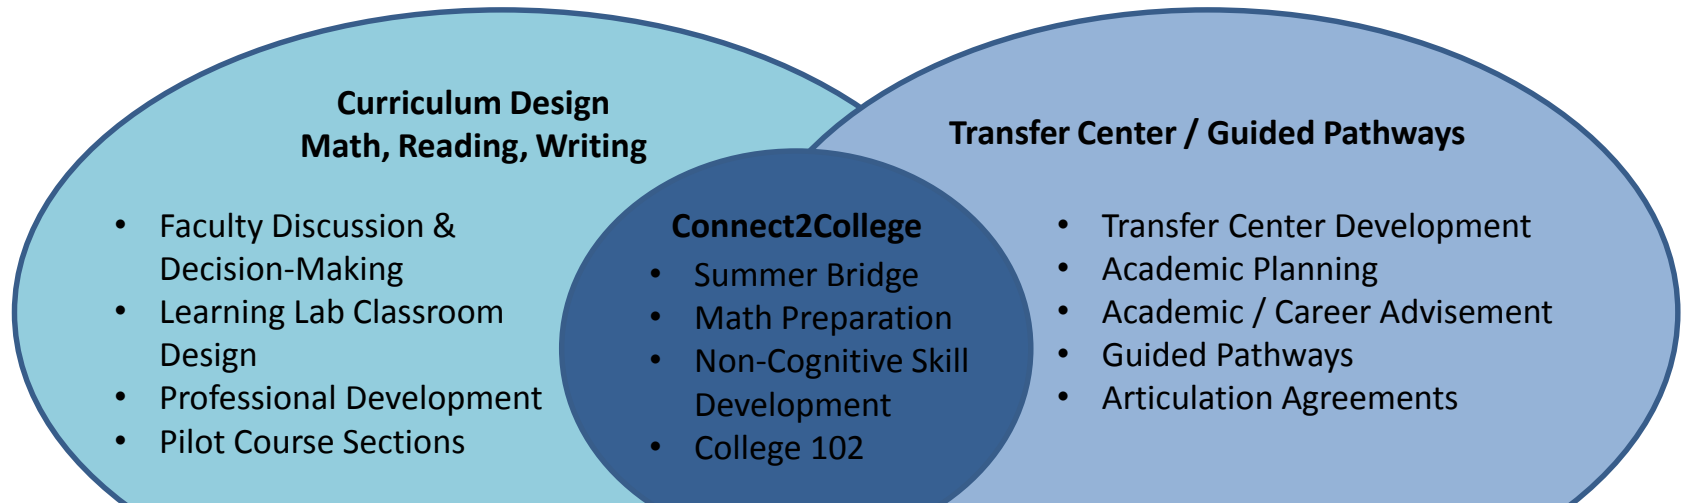 Curriculum Design
Math, Reading, Writing
• Faculty Discussion &
Decision-Making
• Learning Lab Classroom
Design
• Professional Development
• Pilot Course Sections
Connect2College
• Summer Bridge
• Math Preparation
• Non-Cognitive Skill
Development
• College 102
Transfer Center / Guided Pathways
• Transfer Center Development
• Academic Planning
• Academic / Career Advisement
• Guided Pathways
• Articulation Agreements